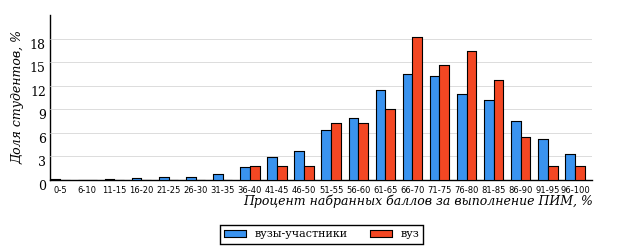 Доля студентов, %
18
15
12
9
6
3
0
0-5 6-10 11-15 16-20 21-25 26-30 31-35 36-40 41-45 46-50 51-55 56-60 61-65 66-70 71-75 76-80 81-85 86-90 91-95 96-100
Процент набранных баллов за выполнение ПИМ, %
вузы-участники вуз